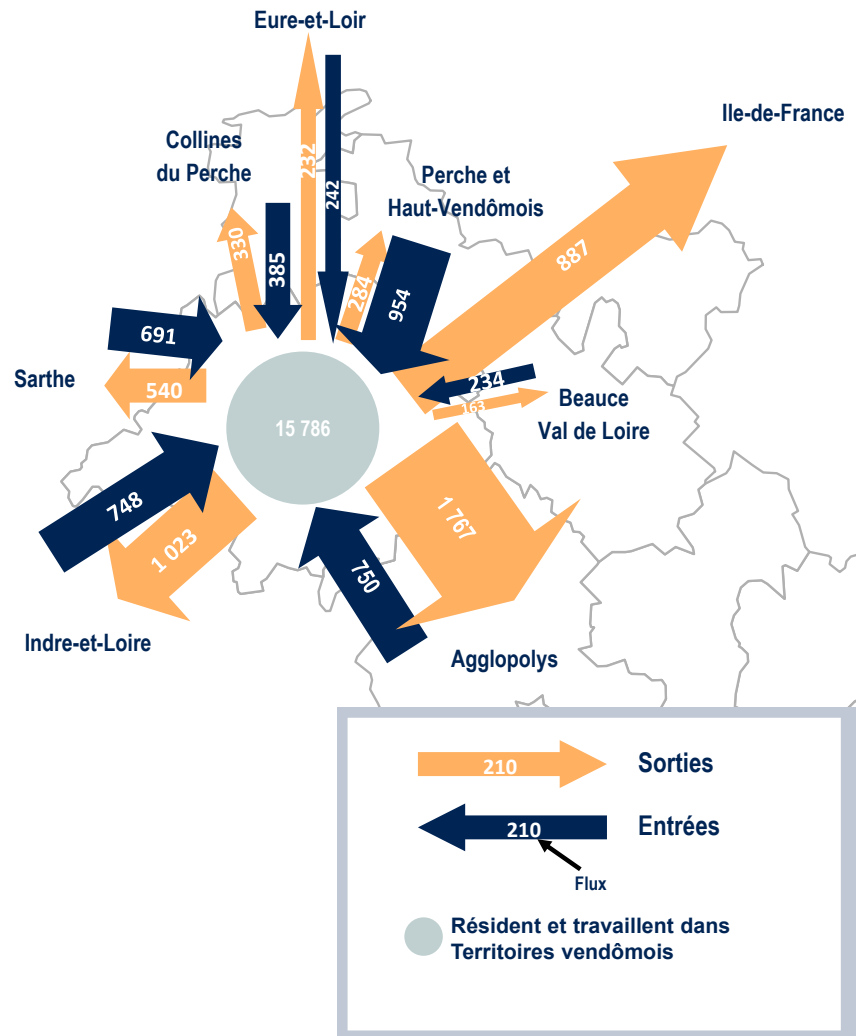 Eure-et-Loir
Ile-de-France
Collines
du Perche
232
242
Perche et
Haut-Vendômois
330
385
284
954
887
691
Sarthe
540
234
163
Beauce
Val de Loire
15 786
748
1 023
1 767
750
Indre-et-Loire
Agglopolys
210
Sorties
210
Entrées
Flux
Résident et travaillent dans
Territoires vendômois